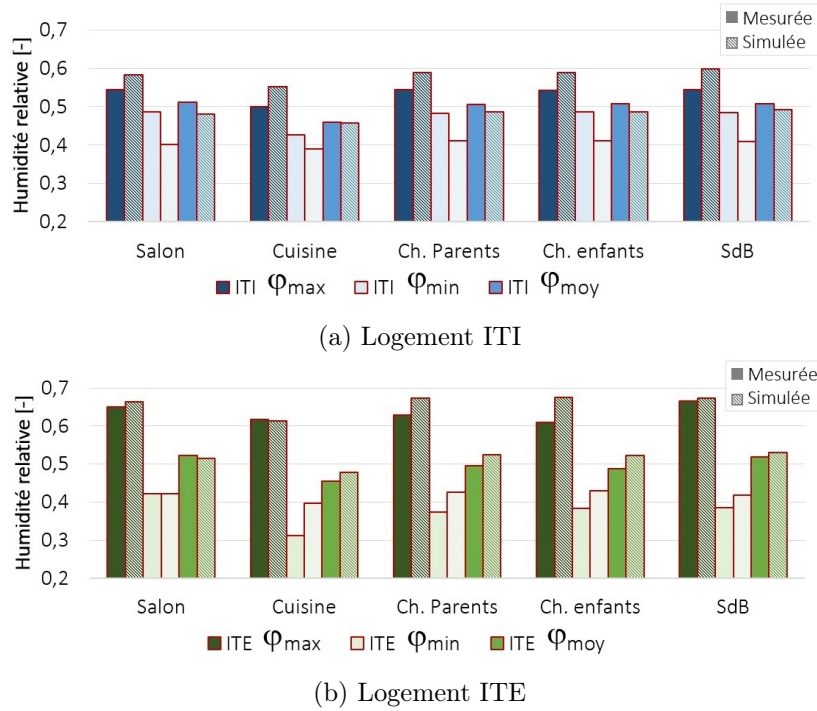 Mesurée
Simulée
Humidité relative [-]
0,7
0,6
0,5
0,4
0,3
0,2
Salon Cuisine Ch. Parents Ch. enfants SdB
ITI φmax ITI φmin ITI φmoy
(a) Logement ITI
Mesurée
Simulée
Humidité relative [-]
0,7
0,6
0,5
0,4
0,3
0,2
Salon Cuisine Ch. Parents Ch. enfants SdB
ITE φmax ITE φmin ITE φmoy
(b) Logement ITE